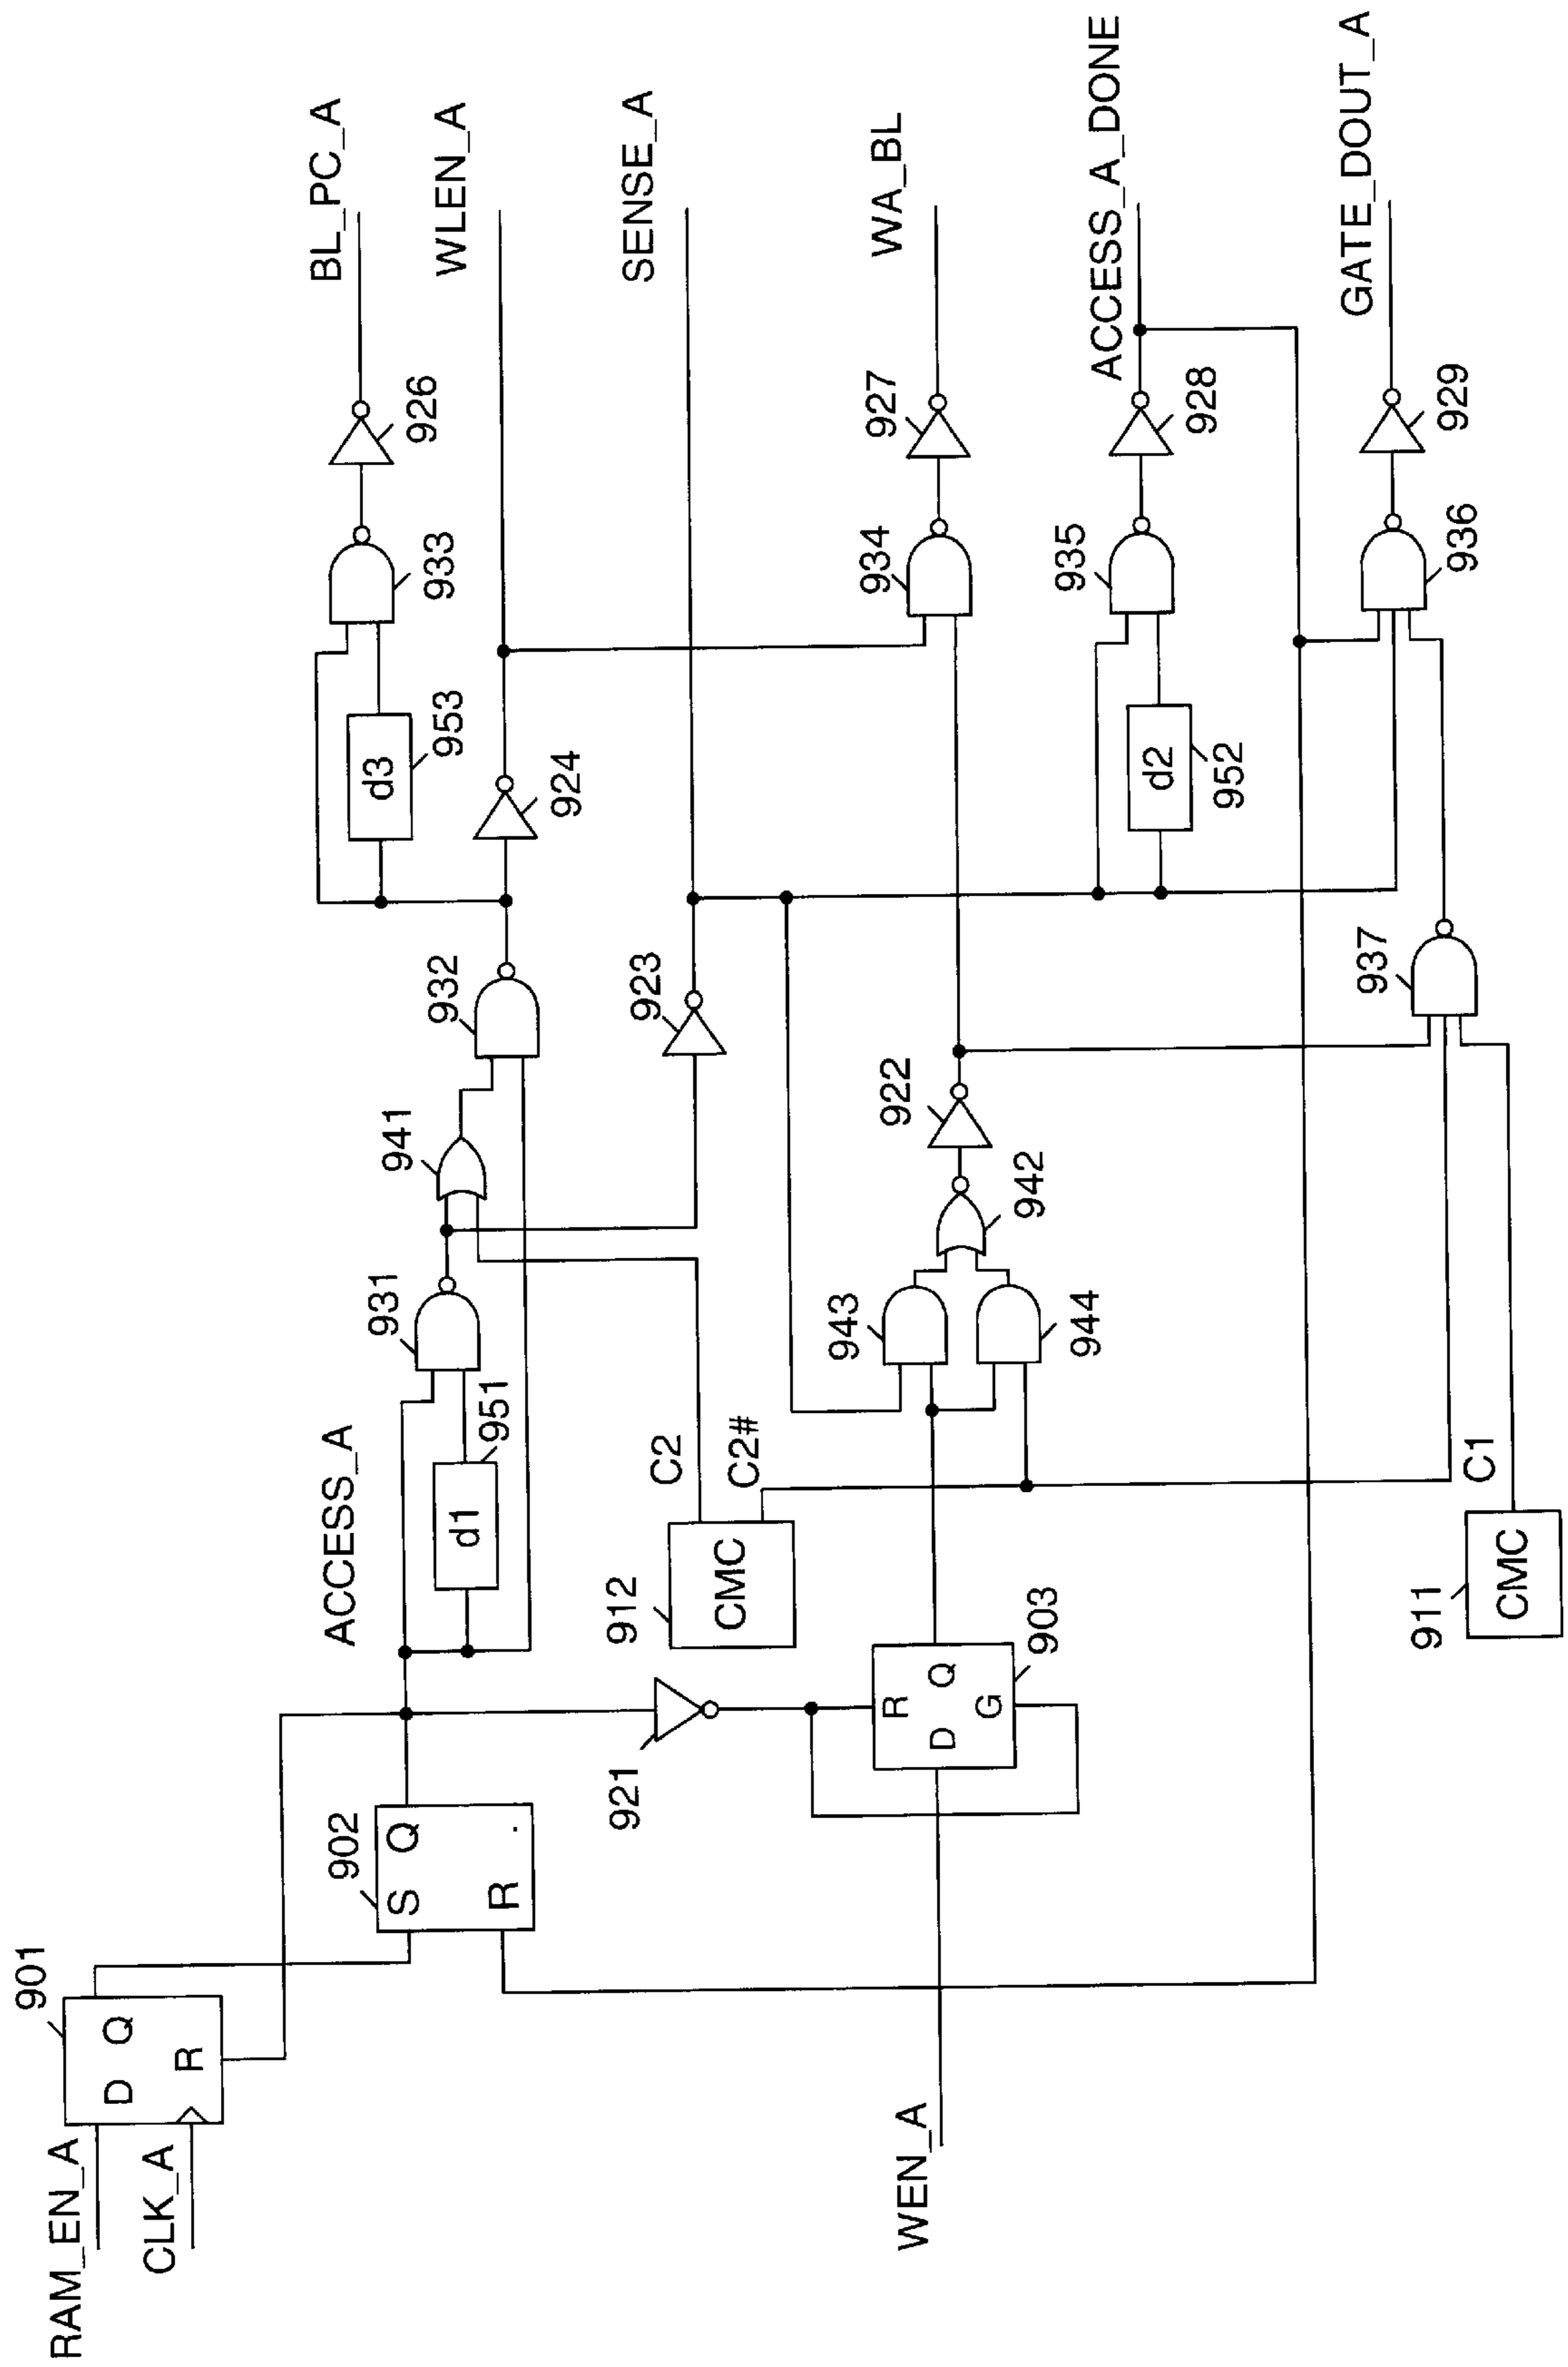 RAM_EN_A
CLK_A
901
D
Q
R
902
S
Q
R
ACCESS_A
d1
951
931
941
932
d3
953
933
926
BL_PC_A
924
WLEN_A
912
CMC
C2
C2#
923
SENSE_A
921
WEN_A
R
D
Q
G
903
943
944
942
922
934
927
WA_BL
d2
952
935
928
ACCESS_A_DONE
911
CMC
C1
937
936
929
GATE_DOUT_A